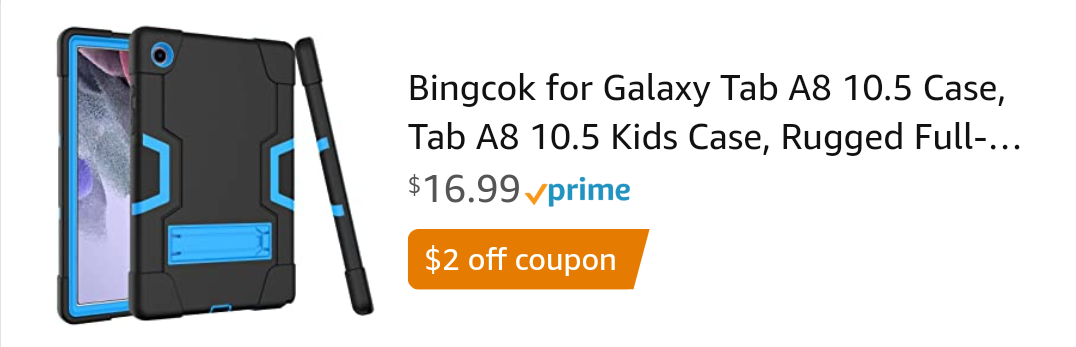 Bingcok for Galaxy Tab A8 10.5 Case,
Tab A8 10.5 Kids Case, Rugged Full-...
$16.99 prime
$2 off coupon